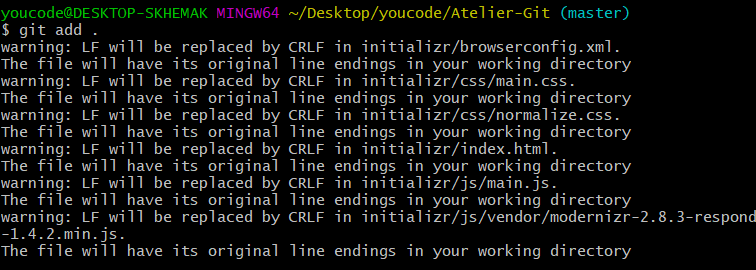 youcode@DESKTOP-SKHEMAK MINGW64 ~/Desktop/youcode/Atelier-Git (master)
$ git add .
warning: LF will be replaced by CRLF in initializr/browserconfig.xml.
The file will have its original line endings in your working directory
warning: LF will be replaced by CRLF in initializr/css/main.css.
The file will have its original line endings in your working directory
warning: LF will be replaced by CRLF in initializr/css/normalize.css.
The file will have its original line endings in your working directory
warning: LF will be replaced by CRLF in initializr/index.html.
The file will have its original line endings in your working directory
warning: LF will be replaced by CRLF in initializr/js/main.js.
The file will have its original line endings in your working directory
warning: LF will be replaced by CRLF in initializr/js/vendor/modernizr-2.8.3-respond
-1.4.2.min.js.
The file will have its original line endings in your working directory